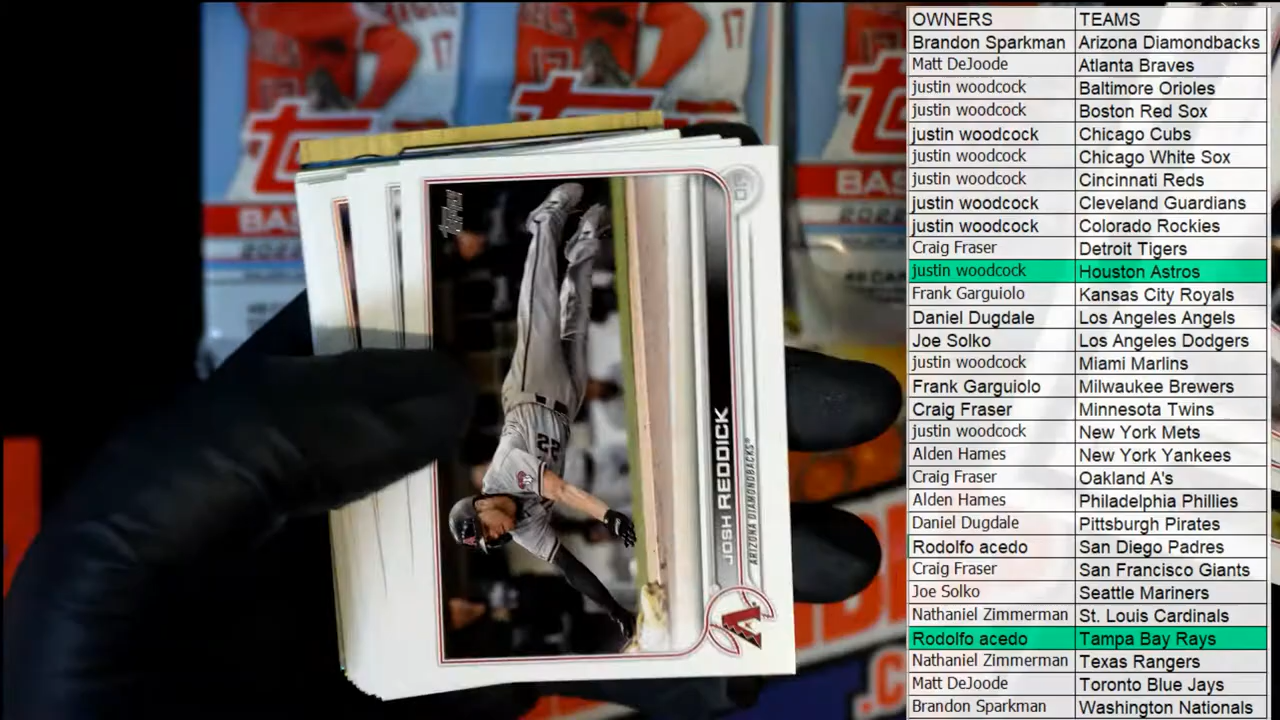 OWNERS TEAMS
Brandon Sparkman Arizona Diamondbacks
Matt DeJoode Atlanta Braves
justin woodcock Baltimore Orioles
justin woodcock Boston Red Sox
justin woodcock Chicago Cubs
justin woodcock Chicago White Sox
justin woodcock Cincinnati Reds
justin woodcock Cleveland Guardians
justin woodcock Colorado Rockies
Craig Fraser Detroit Tigers
justin woodcock Houston Astros
Frank Garguiolo Kansas City Royals
Daniel Dugdale Los Angeles Angels
Joe Solko Los Angeles Dodgers
justin woodcock Miami Marlins
Frank Garguiolo Milwaukee Brewers
Craig Fraser Minnesota Twins
justin woodcock New York Mets
Alden Hames New York Yankees
Craig Fraser Oakland A's
Alden Hames Philadelphia Phillies
Daniel Dugdale Pittsburgh Pirates
Rodolfo acedo San Diego Padres
Craig Fraser San Francisco Giants
Joe Solko Seattle Mariners
Nathaniel Zimmerman St. Louis Cardinals
Rodolfo acedo Tampa Bay Rays
Nathaniel Zimmerman Texas Rangers
Matt DeJoode Toronto Blue Jays
Brandon Sparkman Washington Nationals
Topps
JOSH REDDICK
ARIZONA DIAMONDBACKS®
22
OF
17
17